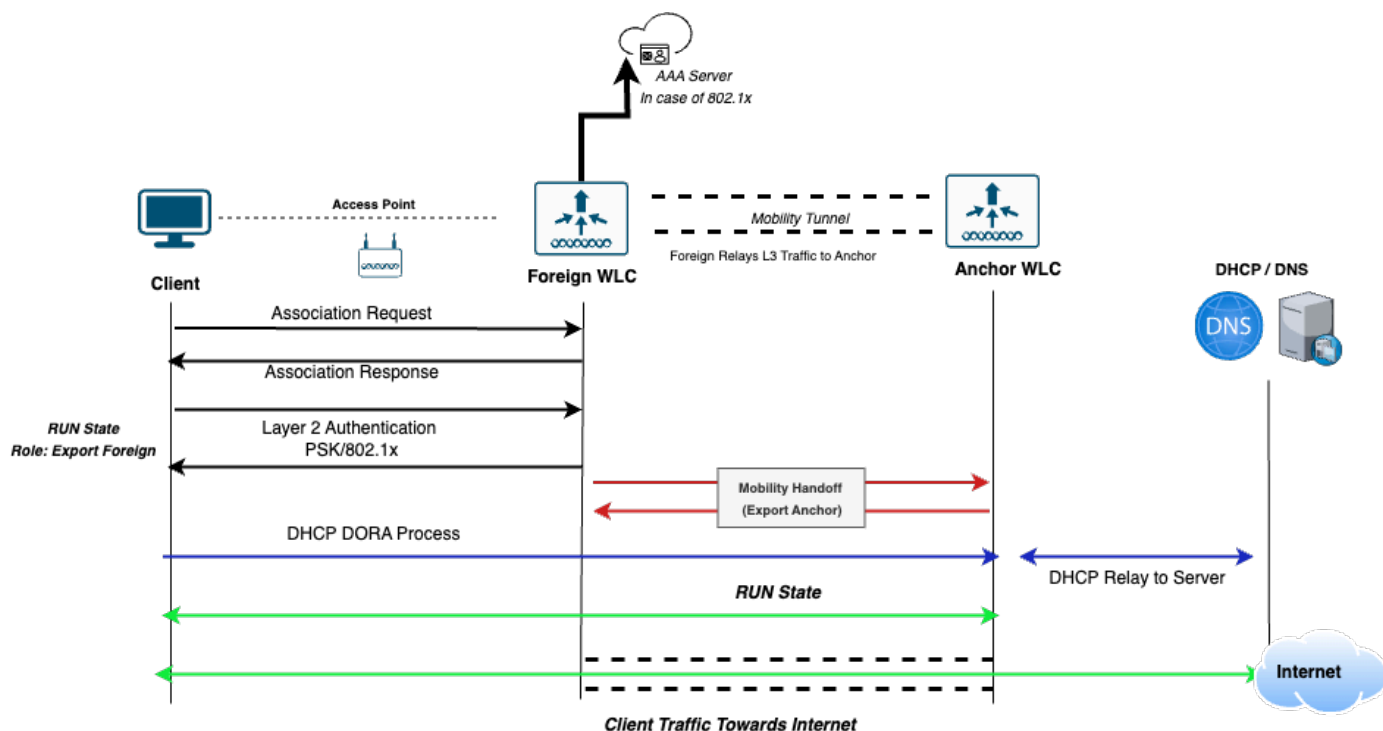 AAA Server
In case of 802.1x
Access Point
Mobility Tunnel
Foreign Relays L3 Traffic to Anchor
Client
Foreign WLC
Anchor WLC
DHCP / DNS
DNS
Association Request
Association Response
RUN State
Role: Export Foreign
Layer 2 Authentication
PSK/802.1x
Mobility Handoff
(Export Anchor)
DHCP DORA Process
DHCP Relay to Server
RUN State
Internet
Client Traffic Towards Internet